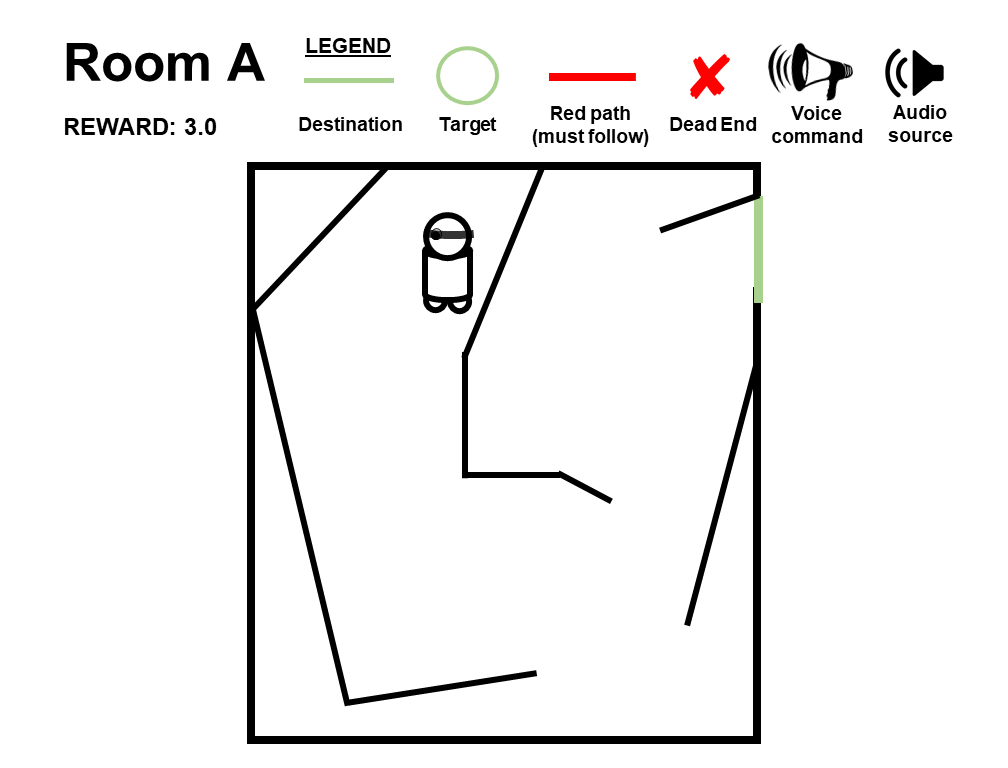 Room A
REWARD: 3.0
LEGEND
Destination
Target
Red path
(must follow)
Dead End
Voice
command
Audio
source